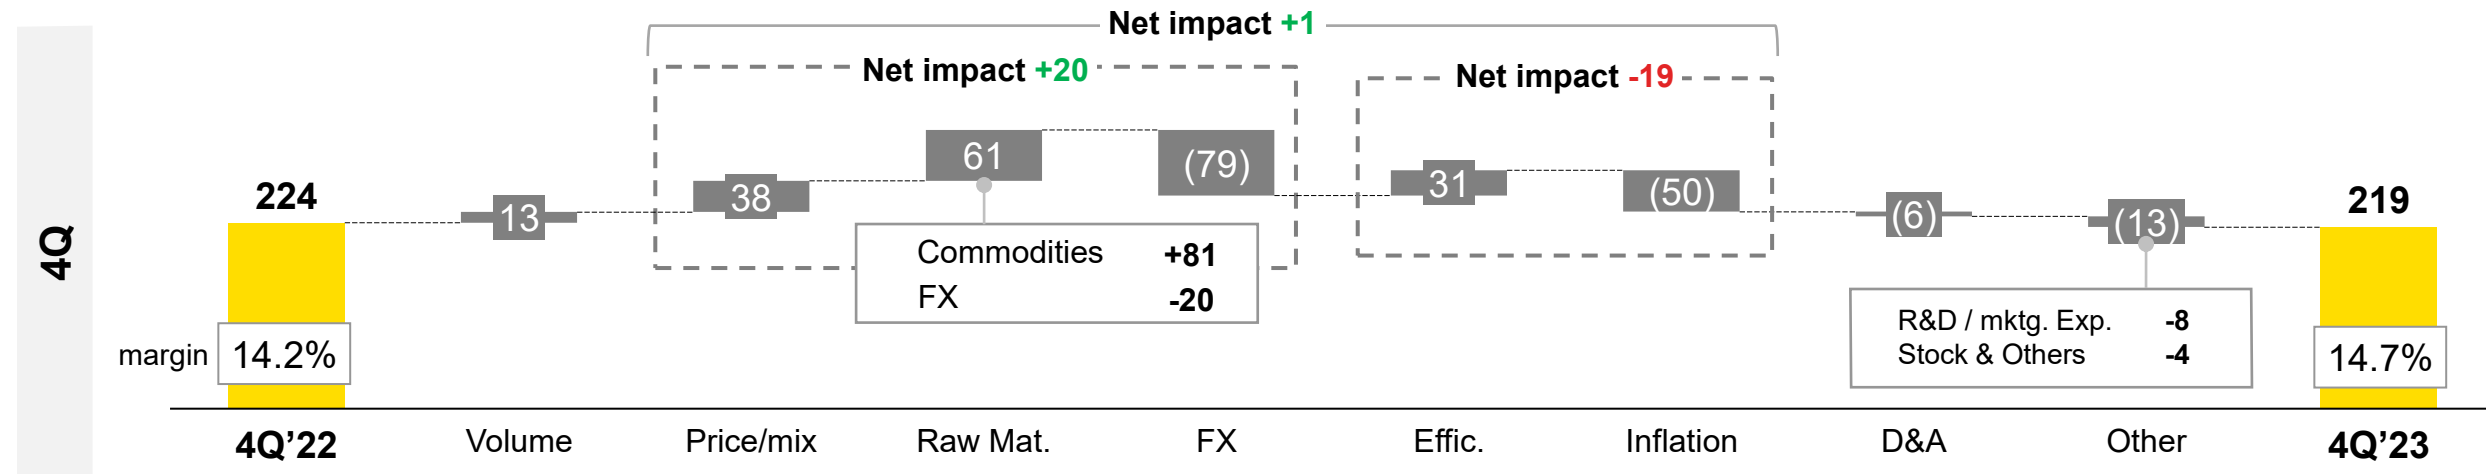 Net impact +1
Net impact +20
Net impact -19
4Q
224
13
38
61
(79)
31
(50)
(6)
(13)
219
Commodities +81
FX -20
R&D / mktg. Exp. -8
Stock & Others -4
margin 14.2%
14.7%
4Q’22 Volume Price/mix Raw Mat. FX Effic. Inflation D&A Other 4Q’23